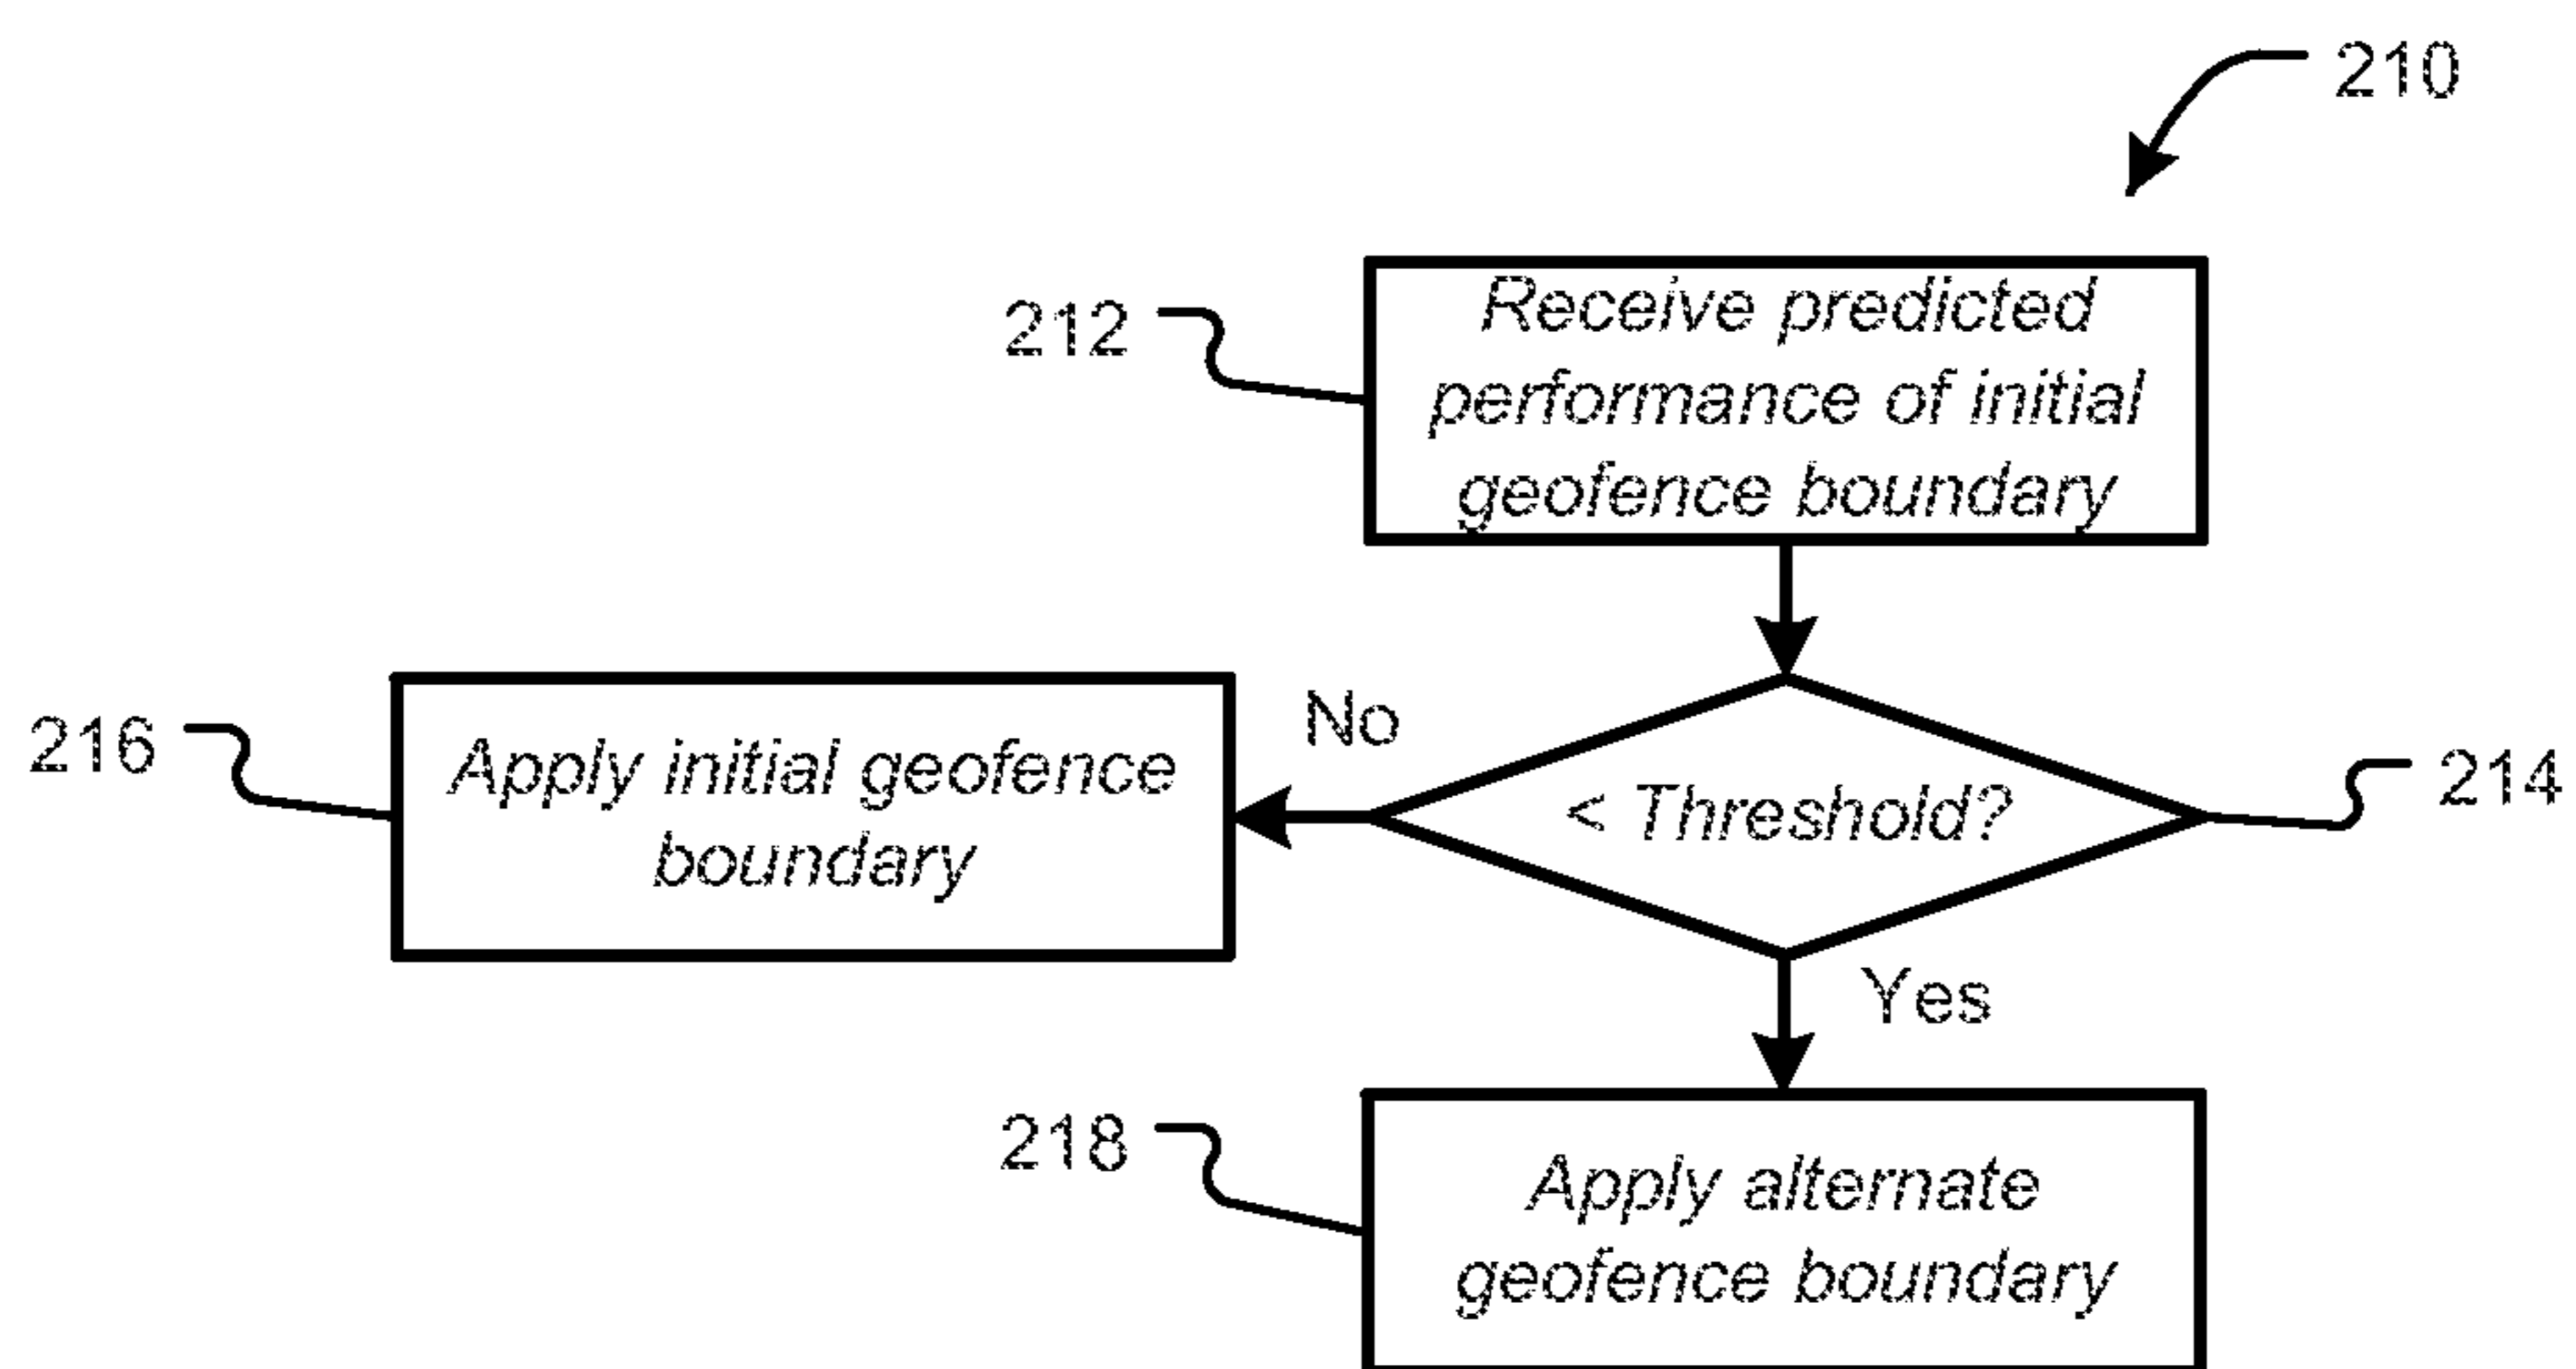 210
212
Receive predicted
performance of initial
geofence boundary
216
Apply initial geofence
boundary
No
< Threshold?
214
Yes
218
Apply alternate
geofence boundary